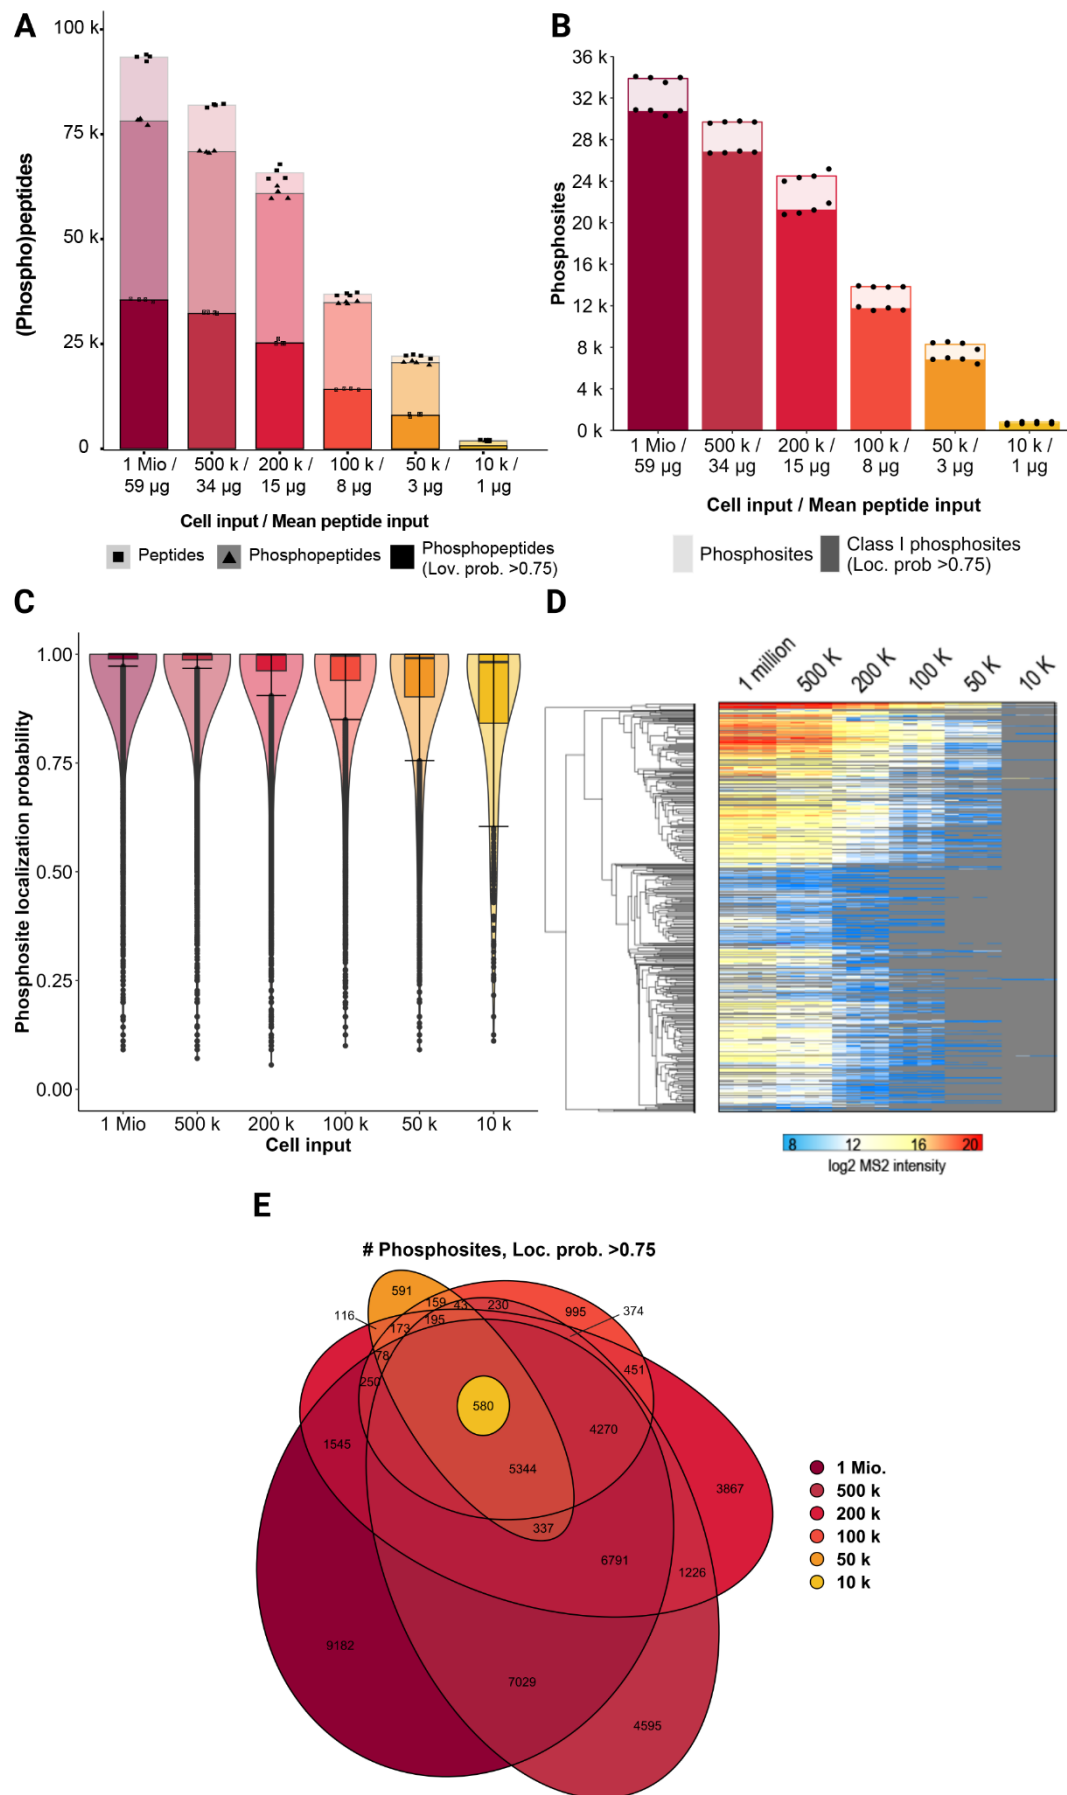 A
100 k
75 k
50 k
25 k
0
(Phospho)peptides
1 Mio /
59 µg
500 k /
34 µg
200 k /
15 µg
100 k /
8 µg
50 k /
3 µg
10 k /
1 µg
Cell input / Mean peptide input
Peptides
Phosphopeptides
Phosphopeptides
(Lov. prob. >0.75)
B
36 k
32 k
28 k
24 k
20 k
16 k
12 k
8 k
4 k
0 k
Phosphosites
1 Mio /
59 µg
500 k /
34 µg
200 k /
15 µg
100 k /
8 µg
50 k /
3 µg
10 k /
1 µg
Cell input / Mean peptide input
Phosphosites
Class I phosphosites
(Loc. prob >0.75)
C
1.00
0.75
0.50
0.25
0.00
Phosphosite localization probability
1 Mio
500 k
200 k
100 k
50 k
10 k
Cell input
D
1 million
500 K
200 K
100 K
50 K
10 K
8
12
16
20
log2 MS2 intensity
E
# Phosphosites, Loc. prob. >0.75
591
159
43
230
995
374
116
173
195
78
451
250
580
4270
1545
5344
3867
337
6791
1226
9182
7029
4595
1 Mio.
500 k
200 k
100 k
50 k
10 k